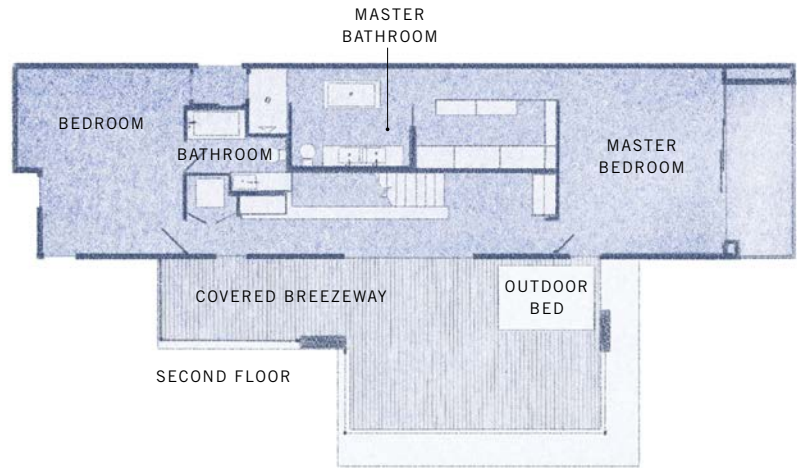 MASTER
BATHROOM
BEDROOM
BATHROOM
MASTER
BEDROOM
COVERED BREEZEWAY
OUTDOOR
BED
SECOND FLOOR